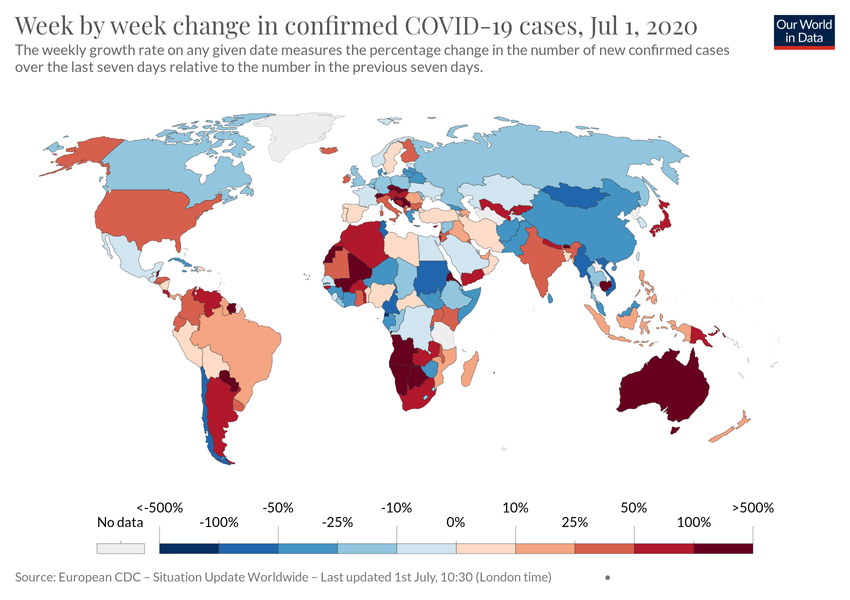 Week by week change in confirmed COVID-19 cases, Jul 1, 2020
Our World
in Data
The weekly growth rate on any given date measures the percentage change in the number of new confirmed cases
over the last seven days relative to the number in the previous seven days.
<-500% -50% -10% 10% 50% >500%
No data -100% -25% 0% 25% 100%
Source: European CDC – Situation Update Worldwide – Last updated 1st July, 10:30 (London time) •